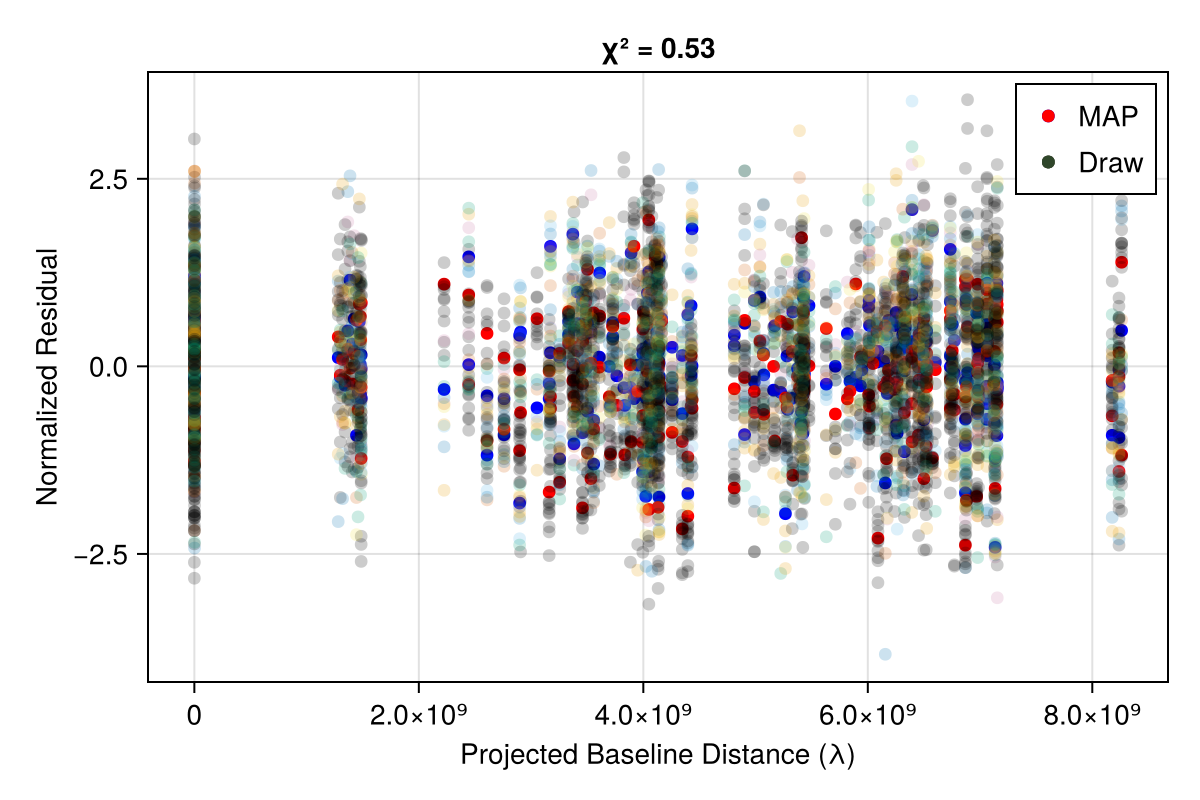 χ² = 0.53
MAP
Draw
Normalized Residual
2.5
0.0
−2.5
0
2.0×10⁹
4.0×10⁹
6.0×10⁹
8.0×10⁹
Projected Baseline Distance (λ)